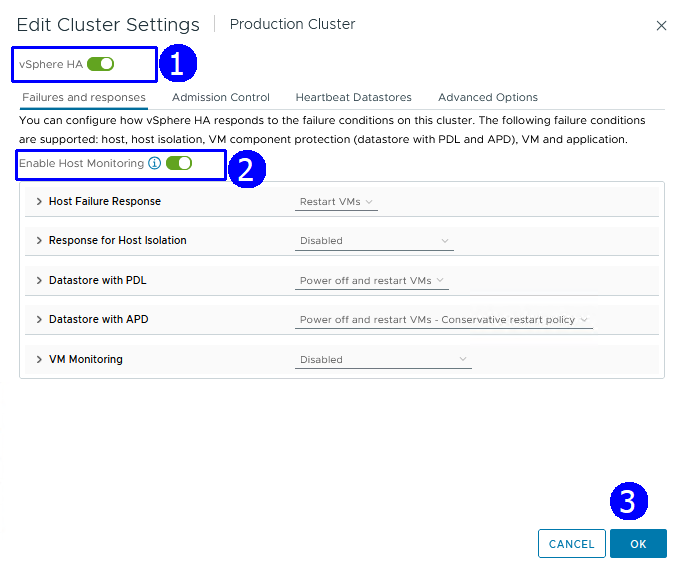 Edit Cluster Settings | Production Cluster
vSphere HA
1
Failures and responses Admission Control Heartbeat Datastores Advanced Options
You can configure how vSphere HA responds to the failure conditions on this cluster. The following failure conditions
are supported: host, host isolation, VM component protection (datastore with PDL and APD), VM and application.
Enable Host Monitoring
2
Host Failure Response Restart VMs
Response for Host Isolation Disabled
Datastore with PDL Power off and restart VMs
Datastore with APD Power off and restart VMs - Conservative restart policy
VM Monitoring Disabled
3
CANCEL OK